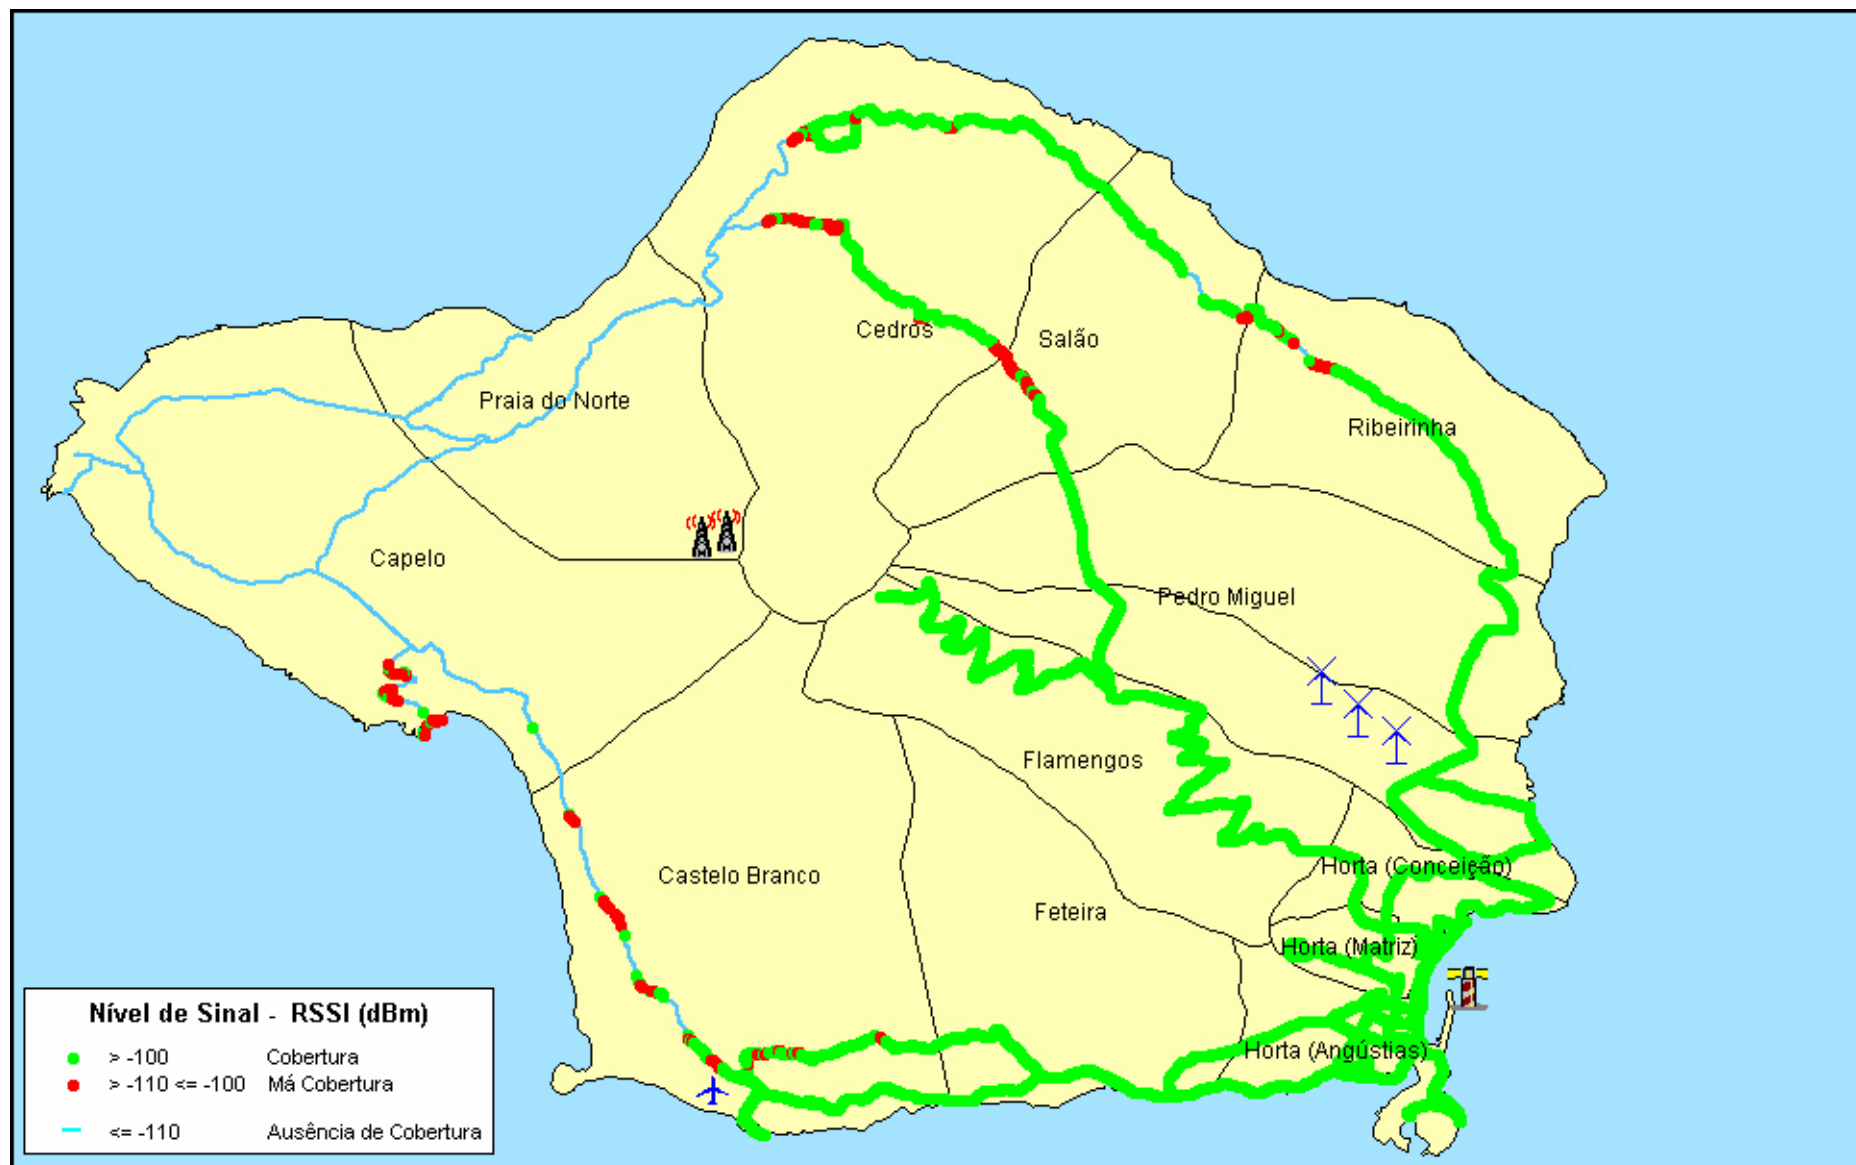 Cedros
Salão
Praia do Norte
Ribeirinha
Capelo
Pedro Miguel
Flamengos
Castelo Branco
Horta (Conceição)
Feteira
Horta (Matriz)
Horta (Angústias)
Nível de Sinal - RSSI (dBm)
> -100 Cobertura
> -110 <= -100 Má Cobertura
<= -110 Ausência de Cobertura